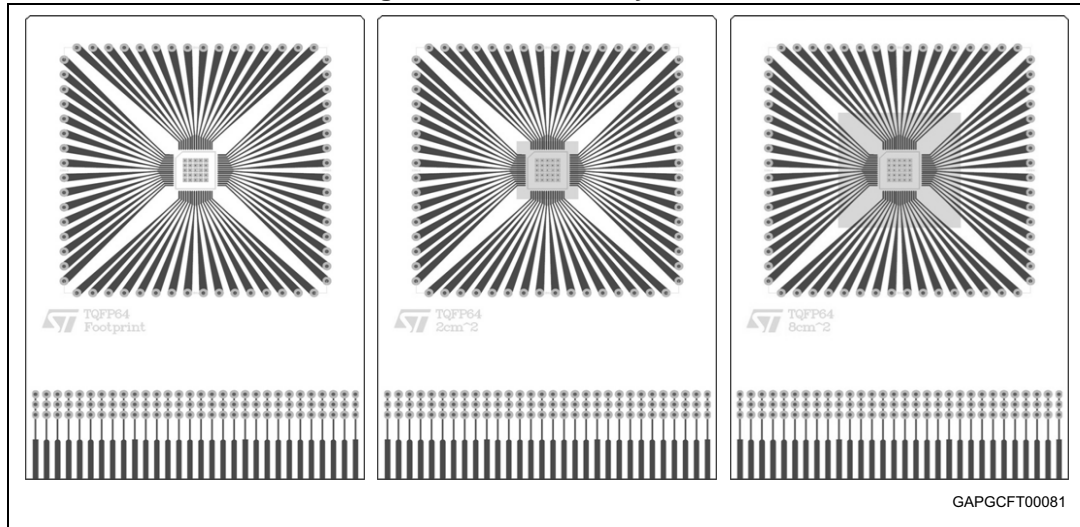 TQFP64
Footprint
TQFP64
2cm^2
TQFP64
8cm^2
GAPGCFT00081